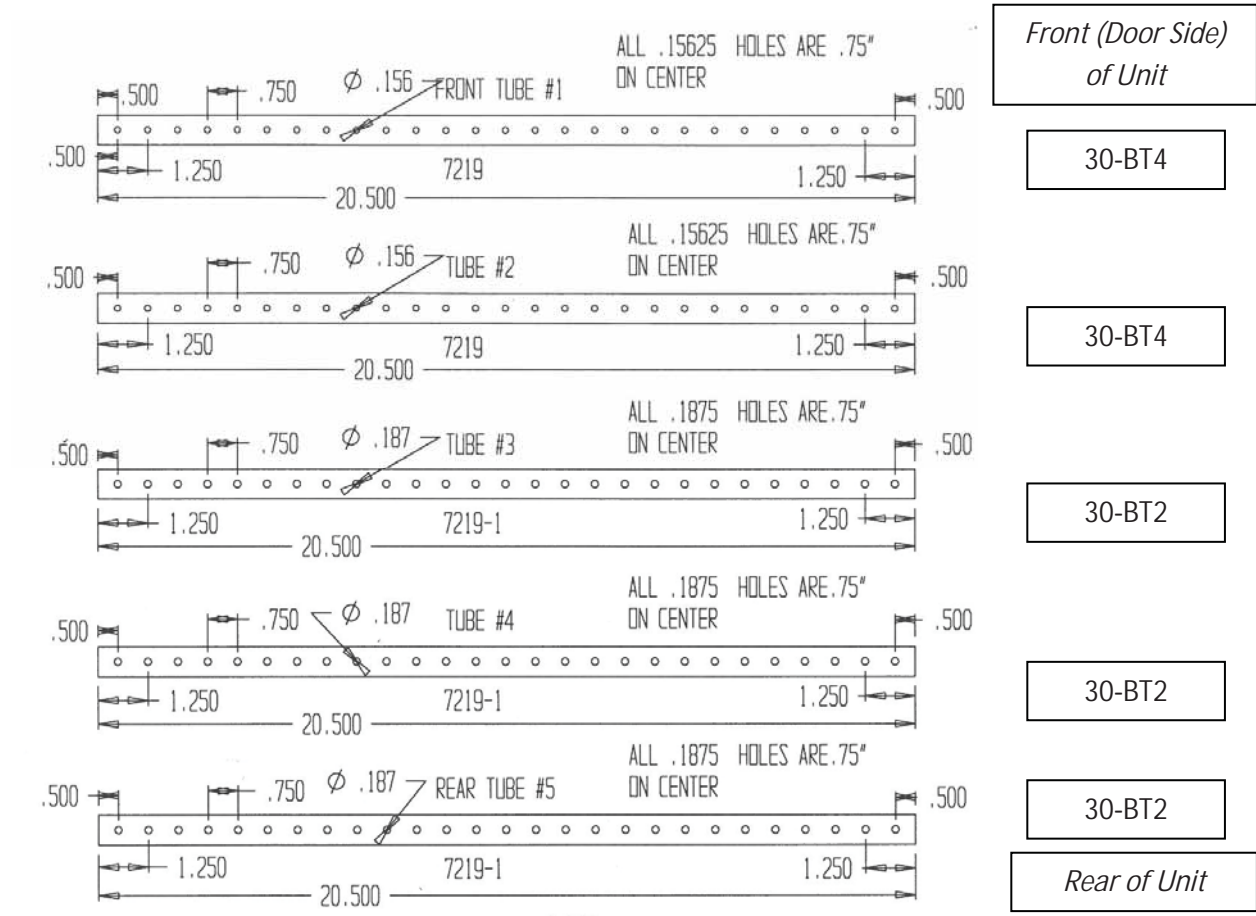 Front (Door Side)
of Unit
ALL .15625 HOLES ARE .75"
ON CENTER
.500
.750
Ø .156
FRONT TUBE #1
.500
.500
1.250
7219
1.250
20.500
30-BT4
ALL .15625 HOLES ARE.75"
ON CENTER
.500
.750
Ø .156
TUBE #2
.500
1.250
7219
1.250
20.500
30-BT4
ALL .1875 HOLES ARE.75"
ON CENTER
.500
.750
Ø .187
TUBE #3
.500
1.250
7219-1
1.250
20.500
30-BT2
ALL .1875 HOLES ARE.75"
ON CENTER
.500
.750
Ø .187
TUBE #4
.500
1.250
7219-1
1.250
20.500
30-BT2
ALL .1875 HOLES ARE.75"
ON CENTER
.500
.750
Ø .187
REAR TUBE #5
.500
1.250
7219-1
1.250
20.500
30-BT2
Rear of Unit